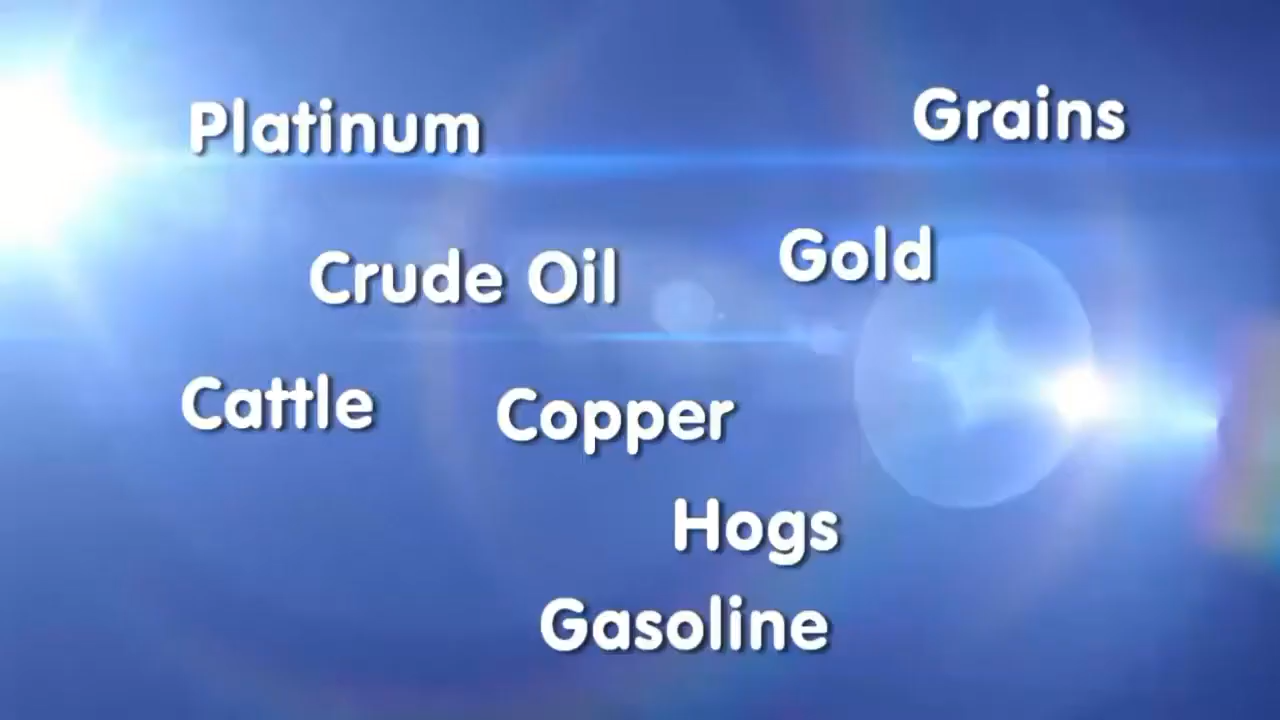 Platinum
Grains
Crude Oil
Gold
Cattle
Copper
Hogs
Gasoline